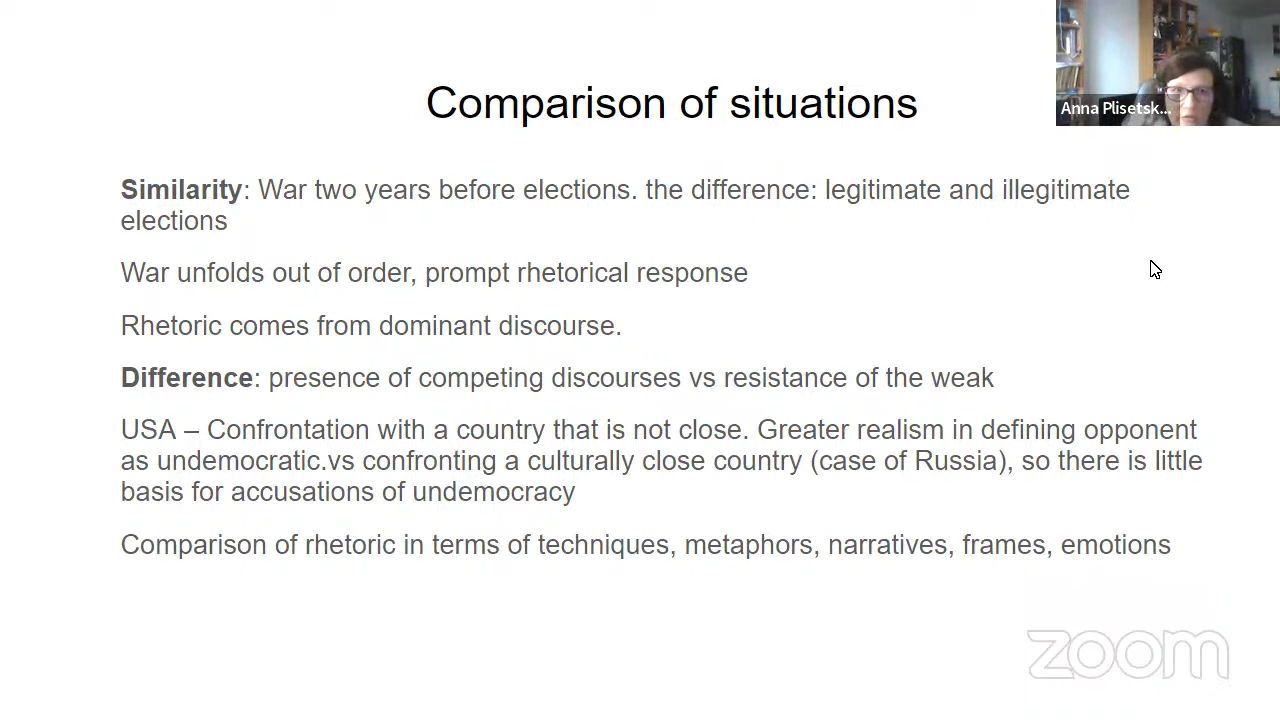 Comparison of situations
Anna Plisetsk...
Similarity: War two years before elections. the difference: legitimate and illegitimate
elections
War unfolds out of order, prompt rhetorical response
Rhetoric comes from dominant discourse.
Difference: presence of competing discourses vs resistance of the weak
USA – Confrontation with a country that is not close. Greater realism in defining opponent
as undemocratic.vs confronting a culturally close country (case of Russia), so there is little
basis for accusations of undemocracy
Comparison of rhetoric in terms of techniques, metaphors, narratives, frames, emotions
zoom